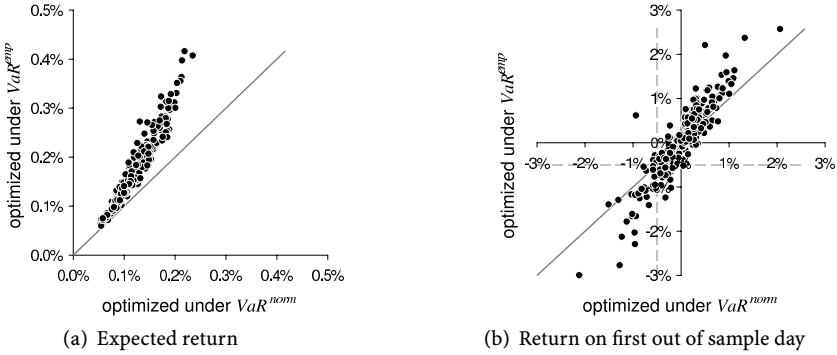 0.5%
0.4%
0.3%
0.2%
0.1%
0.0%
optimized under VaR^emp
0.0% 0.1% 0.2% 0.3% 0.4% 0.5%
optimized under VaR^norm
(a) Expected return
3%
2%
1%
0%
-3% -2% -1% 0% 1% 2% 3%
-1%
-2%
-3%
optimized under VaR^emp
optimized under VaR^norm
(b) Return on first out of sample day